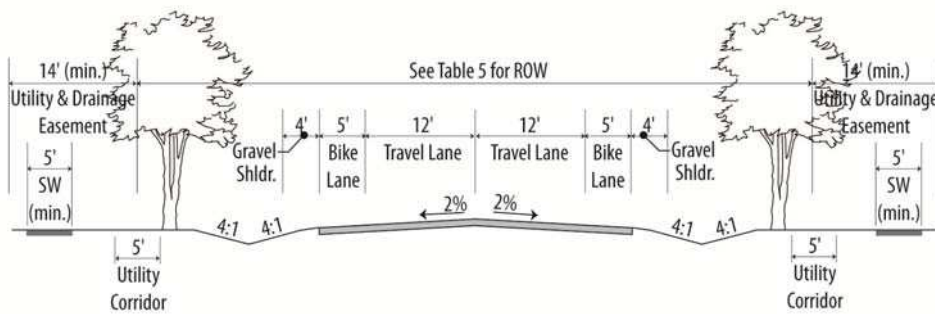 14' (min.)
Utility & Drainage
Easement
See Table 5 for ROW
14' (min.)
Utility & Drainage
Easement
5'
SW
(min.)
4'
Gravel
Shldr.
5'
Bike
Lane
12'
Travel Lane
12'
Travel Lane
5'
Bike
Lane
4'
Gravel
Shldr.
5'
SW
(min.)
2%
2%
4:1
4:1
4:1
4:1
5'
Utility
Corridor
5'
Utility
Corridor